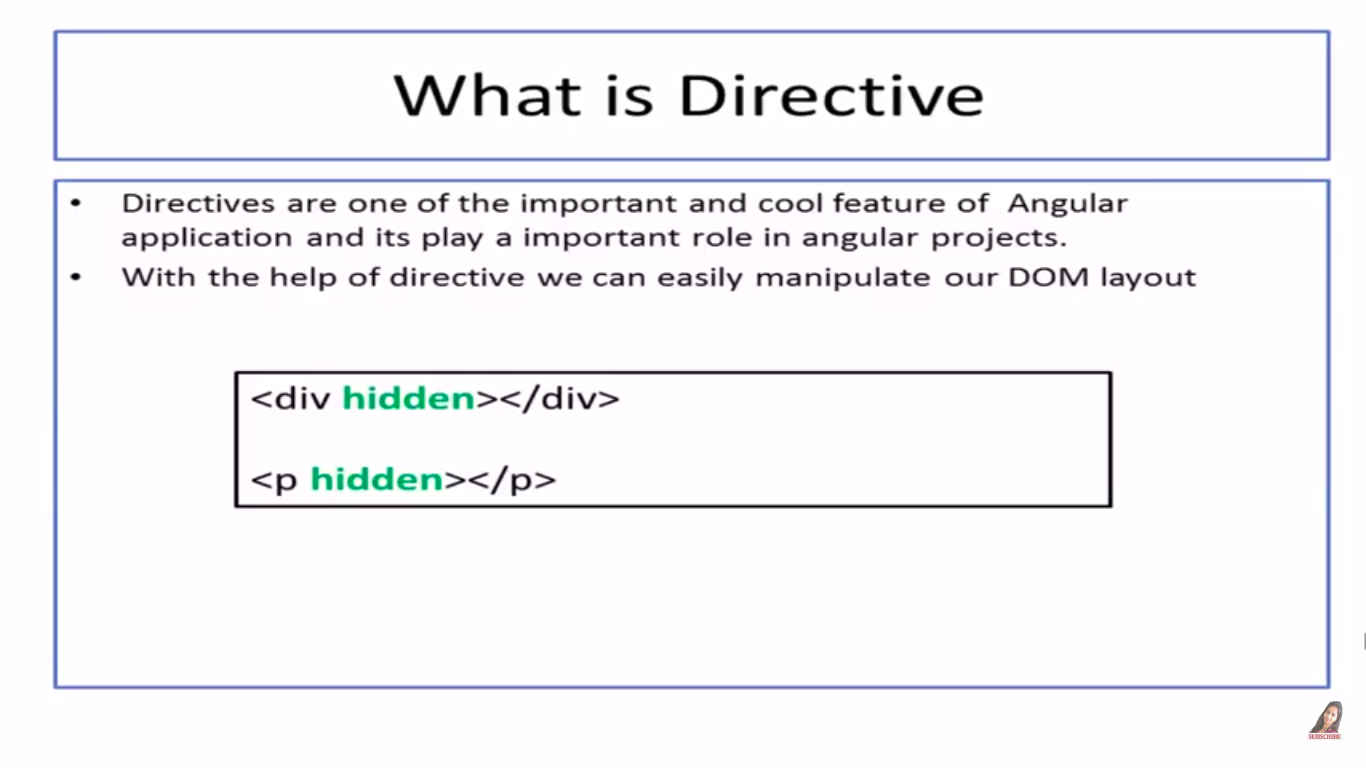 What is Directive
• Directives are one of the important and cool feature of Angular
application and its play a important role in angular projects.
• With the help of directive we can easily manipulate our DOM layout
<div hidden></div>
<p hidden></p>
SUBSCRIBE